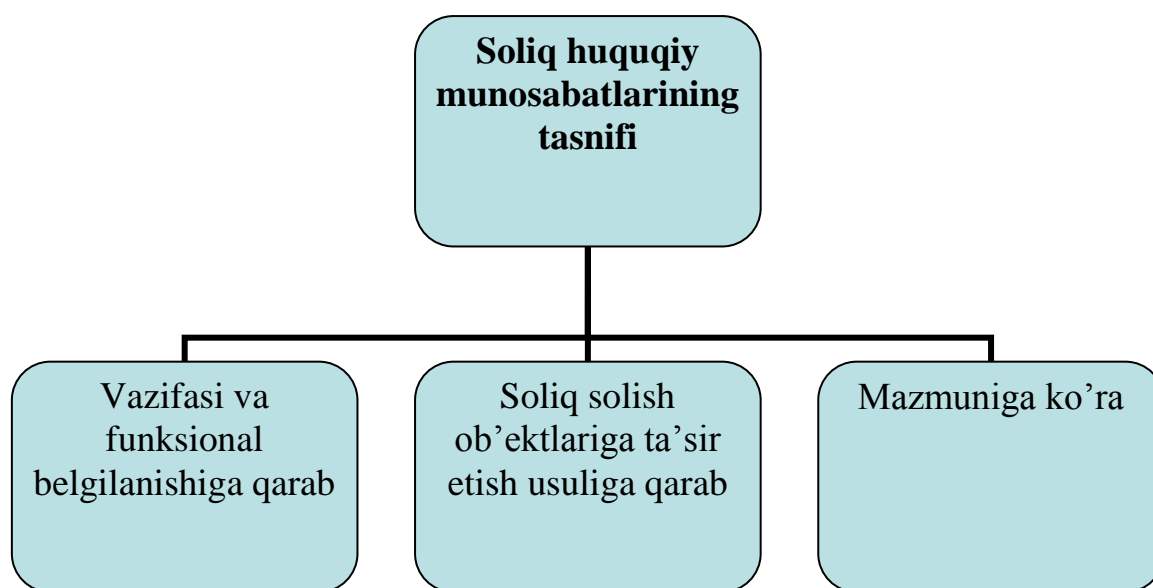 Soliq huquqiy
munosabatlarining
tasnifi
Vazifasi va
funksional
belgilanishiga qarab
Soliq solish
ob’ektlariga ta’sir
etish usuliga qarab
Mazmuniga ko’ra